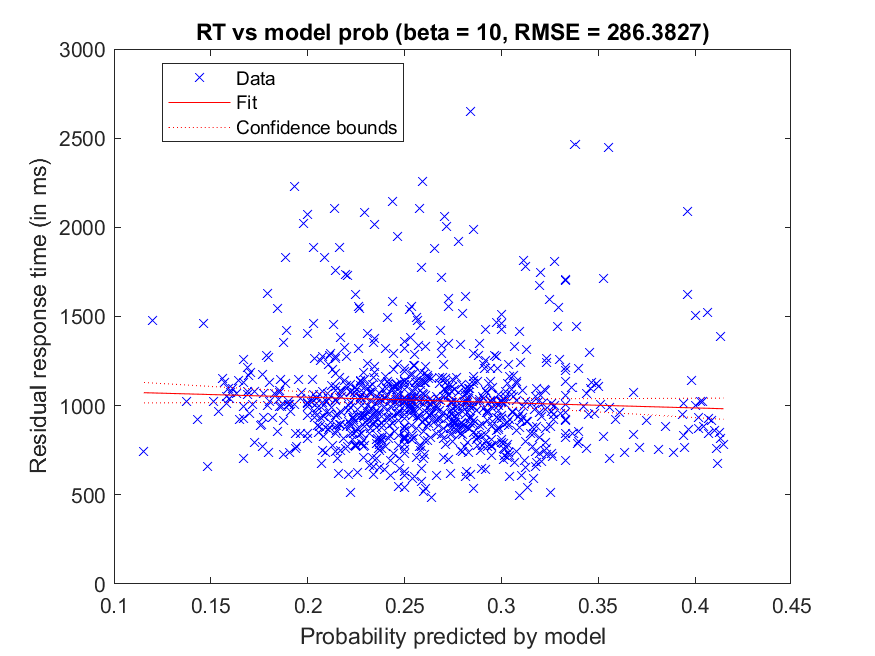 RT vs model prob (beta = 10, RMSE = 286.3827)
3000
2500
2000
1500
1000
500
0
Residual response time (in ms)
Data
Fit
Confidence bounds
0.1
0.15
0.2
0.25
0.3
0.35
0.4
0.45
Probability predicted by model